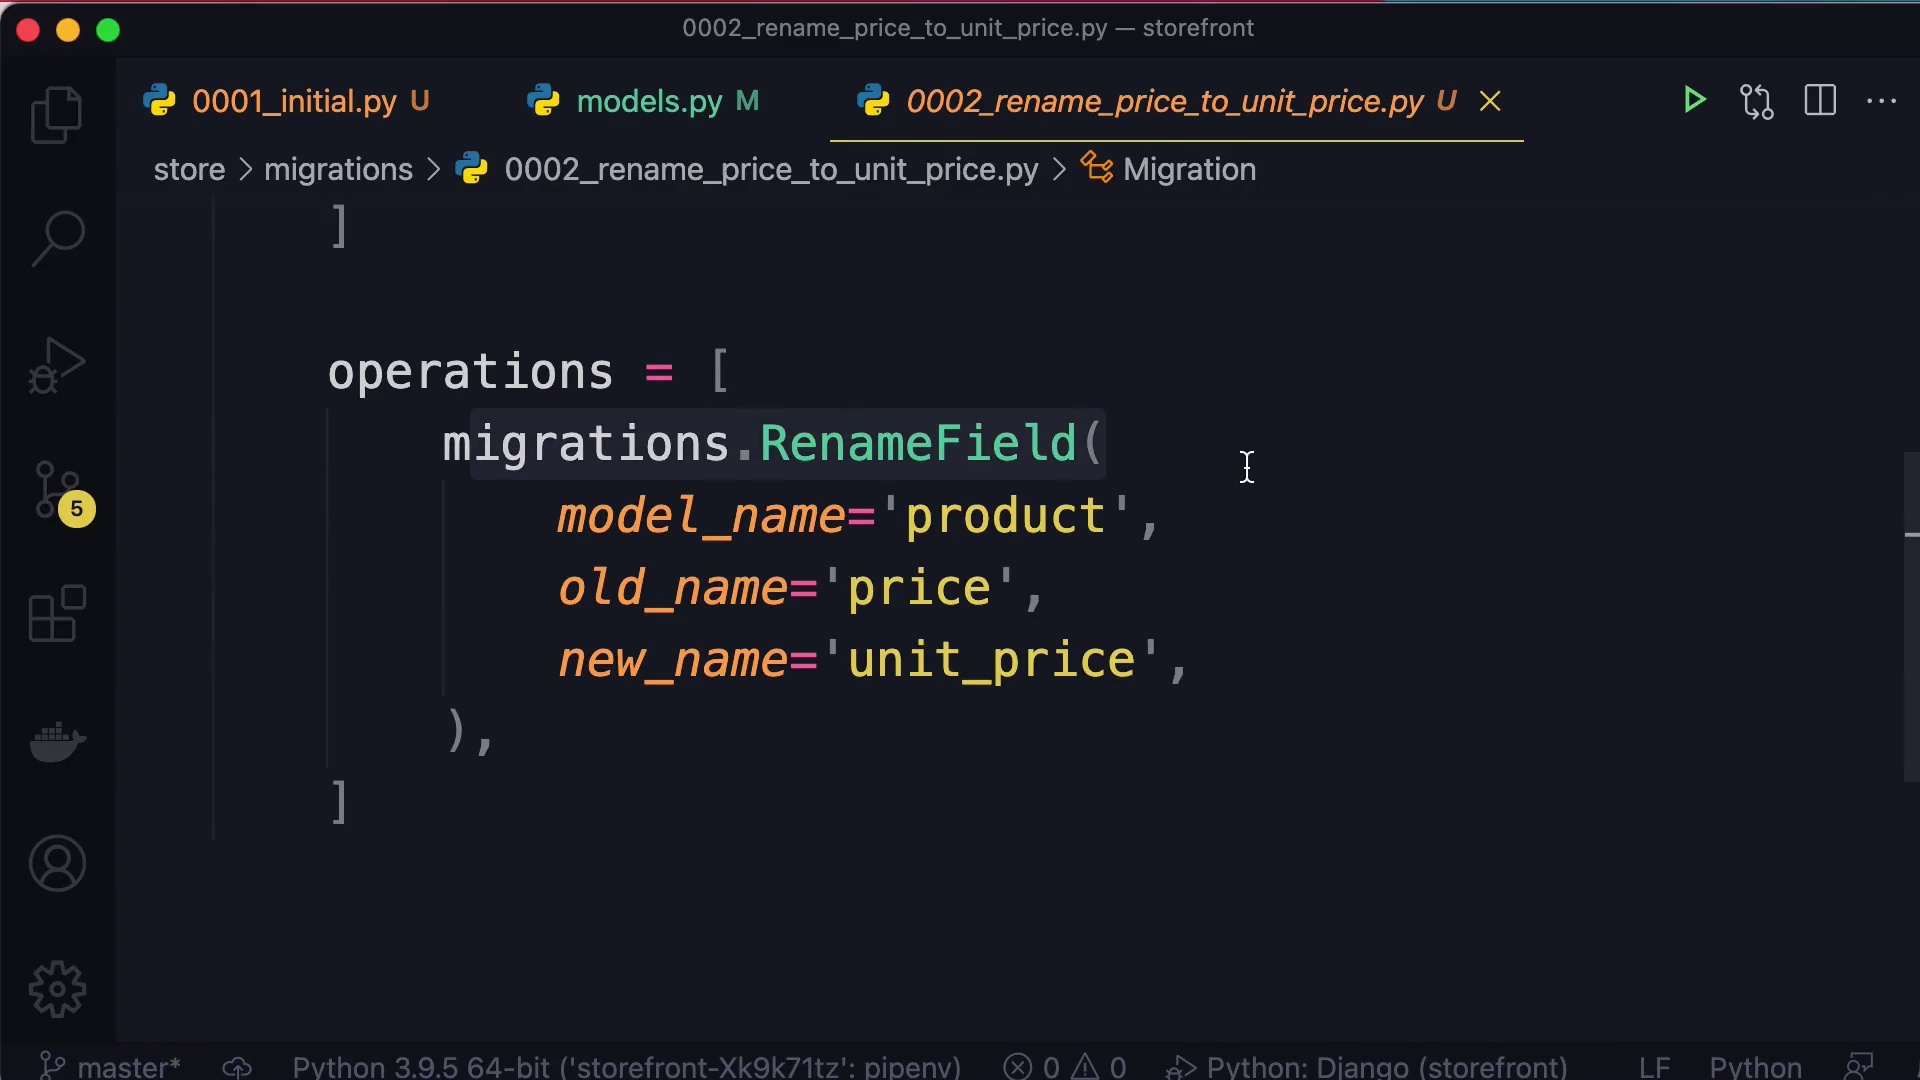 0002_rename_price_to_unit_price.py — storefront
0001_initial.py U models.py M 0002_rename_price_to_unit_price.py U
store > migrations > 0002_rename_price_to_unit_price.py > Migration
]
operations = [
migrations.RenameField(
model_name='product',
old_name='price',
new_name='unit_price',
),
]
5
master* Python 3.9.5 64-bit ('storefront-Xk9k71tz': pipenv) 0 0 Python: Django (storefront) LF Python